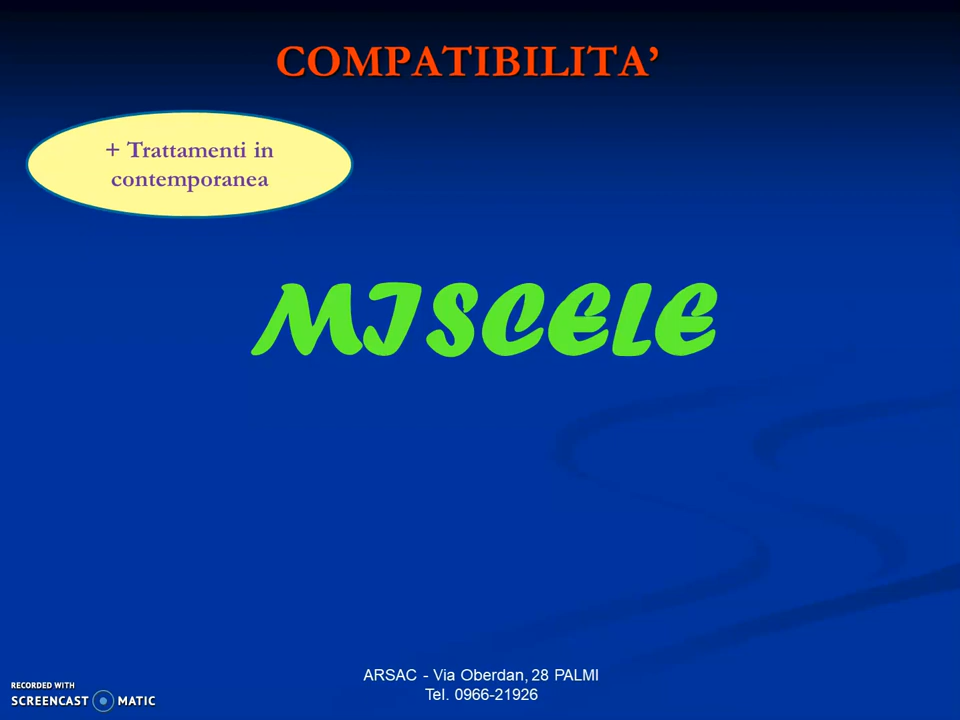 COMPATIBILITA’
+ Trattamenti in
contemporanea
MISCELE
ARSAC - Via Oberdan, 28 PALMI
Tel. 0966-21926
RECORDED WITH
SCREENCAST MATIC